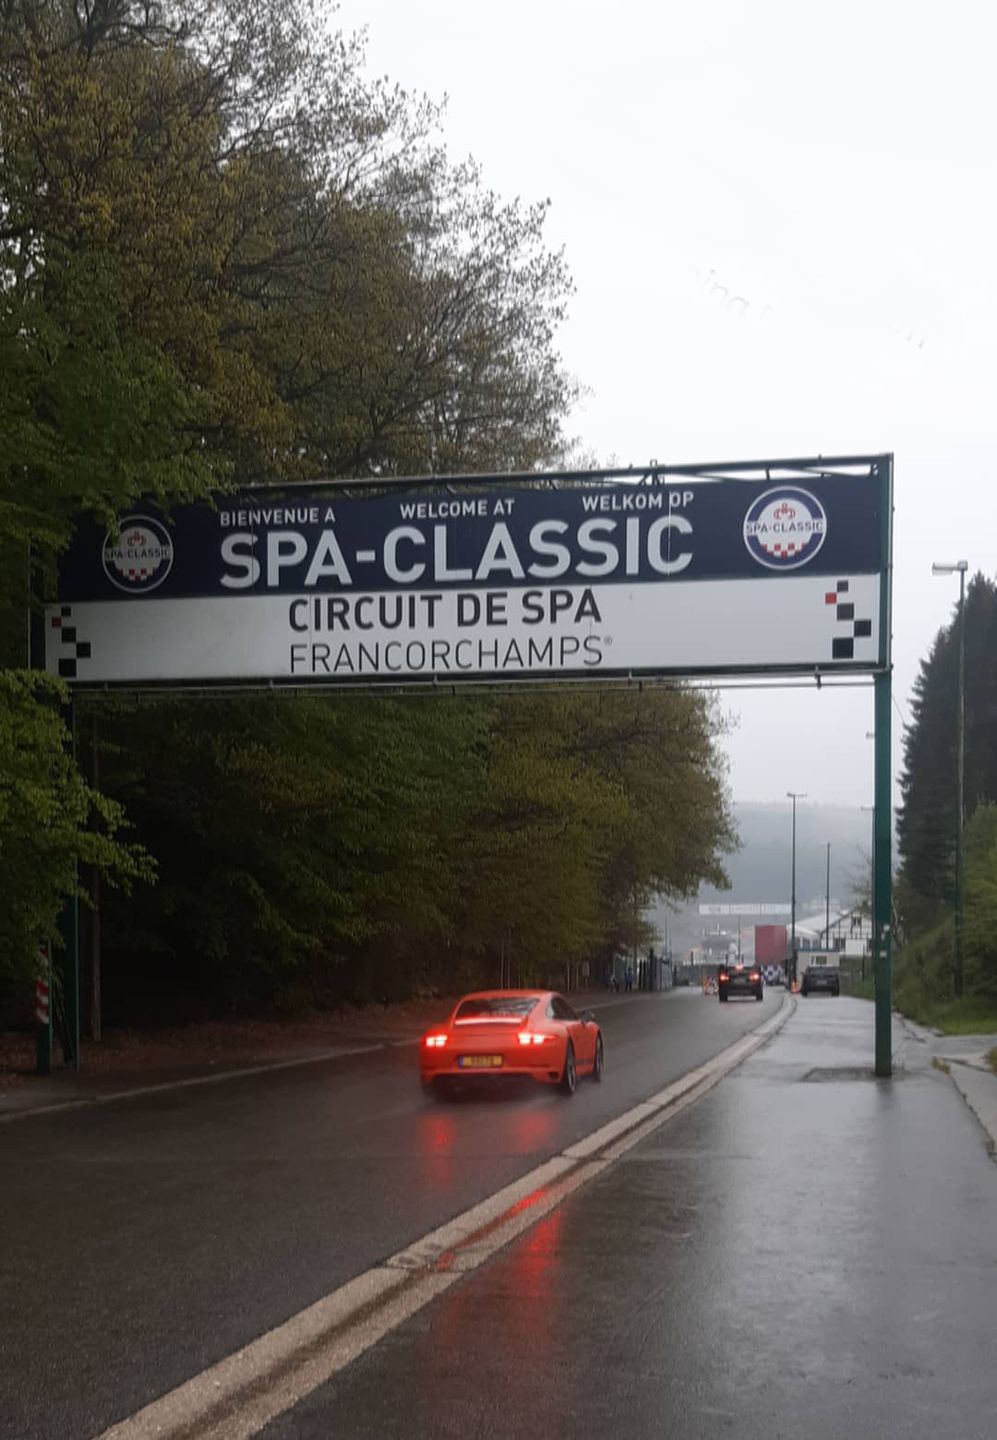 BIENVENUE A WELCOME AT WELKOM OP
SPA-CLASSIC
SPA-CLASSIC
SPA-CLASSIC
CIRCUIT DE SPA
FRANCORCHAMPS®